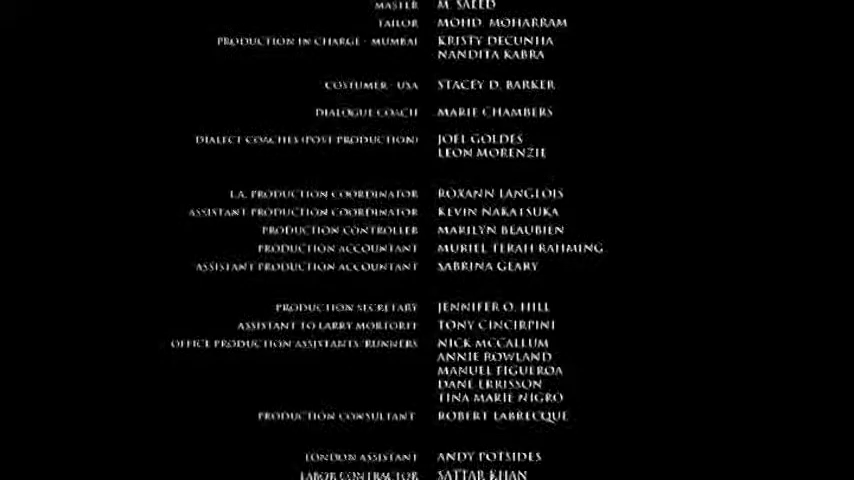 MASTER M. SAEED
TAILOR MOHD. MOHARRAM
PRODUCTION IN CHARGE - MUMBAI KRISTY DECUNHA
NANDITA KABRA
COSTUMER - USA STACEY D. BARKER
DIALOGUE COACH MARIE CHAMBERS
DIALECT COACHES (POST PRODUCTION) JOEL GOLDES
LEON MORENZIE
L.A. PRODUCTION COORDINATOR ROXANN LANGLOIS
ASSISTANT PRODUCTION COORDINATOR KEVIN NAKATSUKA
PRODUCTION CONTROLLER MARILYN BEAUBIEN
PRODUCTION ACCOUNTANT MURIEL TERAH RAHMING
ASSISTANT PRODUCTION ACCOUNTANT SABRINA GEARY
PRODUCTION SECRETARY JENNIFER O. HILL
ASSISTANT TO LARRY MORTORFF TONY CINCIRPINI
OFFICE PRODUCTION ASSISTANTS/RUNNERS NICK MCCALLUM
ANNIE ROWLAND
MANUEL FIGUEROA
DANE ERRISSON
TINA MARIE NIGRO
PRODUCTION CONSULTANT ROBERT LABRECQUE
LONDON ASSISTANT ANDY POTSIDES
LABOR CONTRACTOR SATTAR KHAN